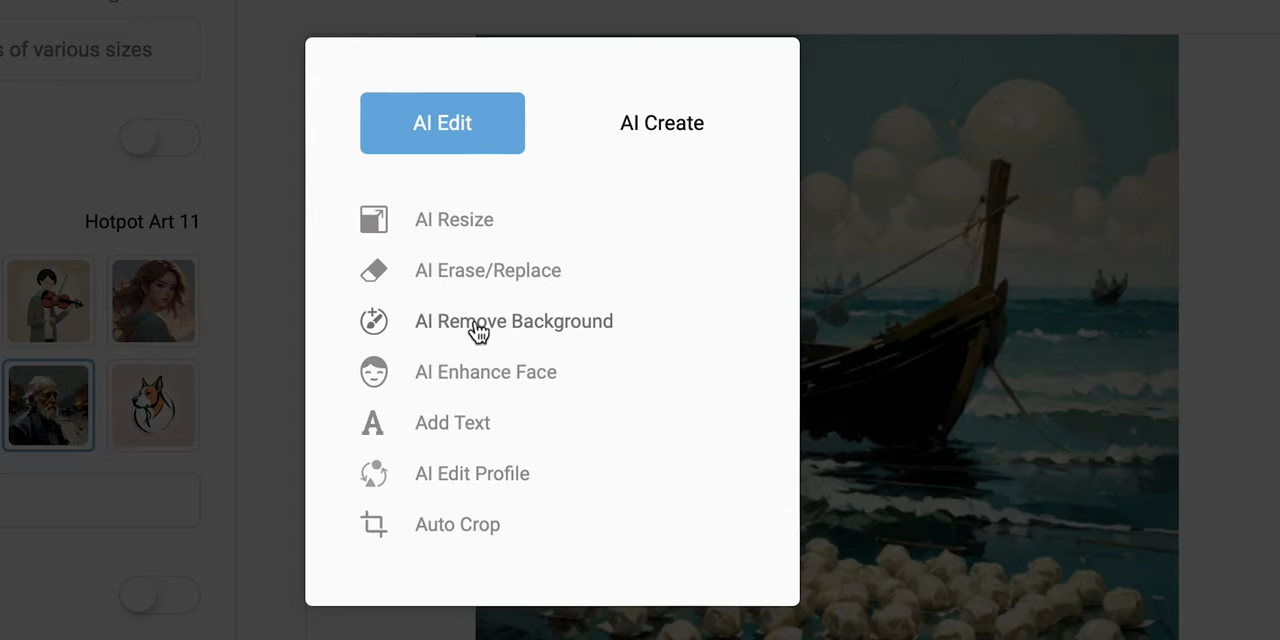 s of various sizes
AI Edit
AI Create
AI Resize
Hotpot Art 11
AI Erase/Replace
AI Remove Background
AI Enhance Face
Add Text
AI Edit Profile
Auto Crop